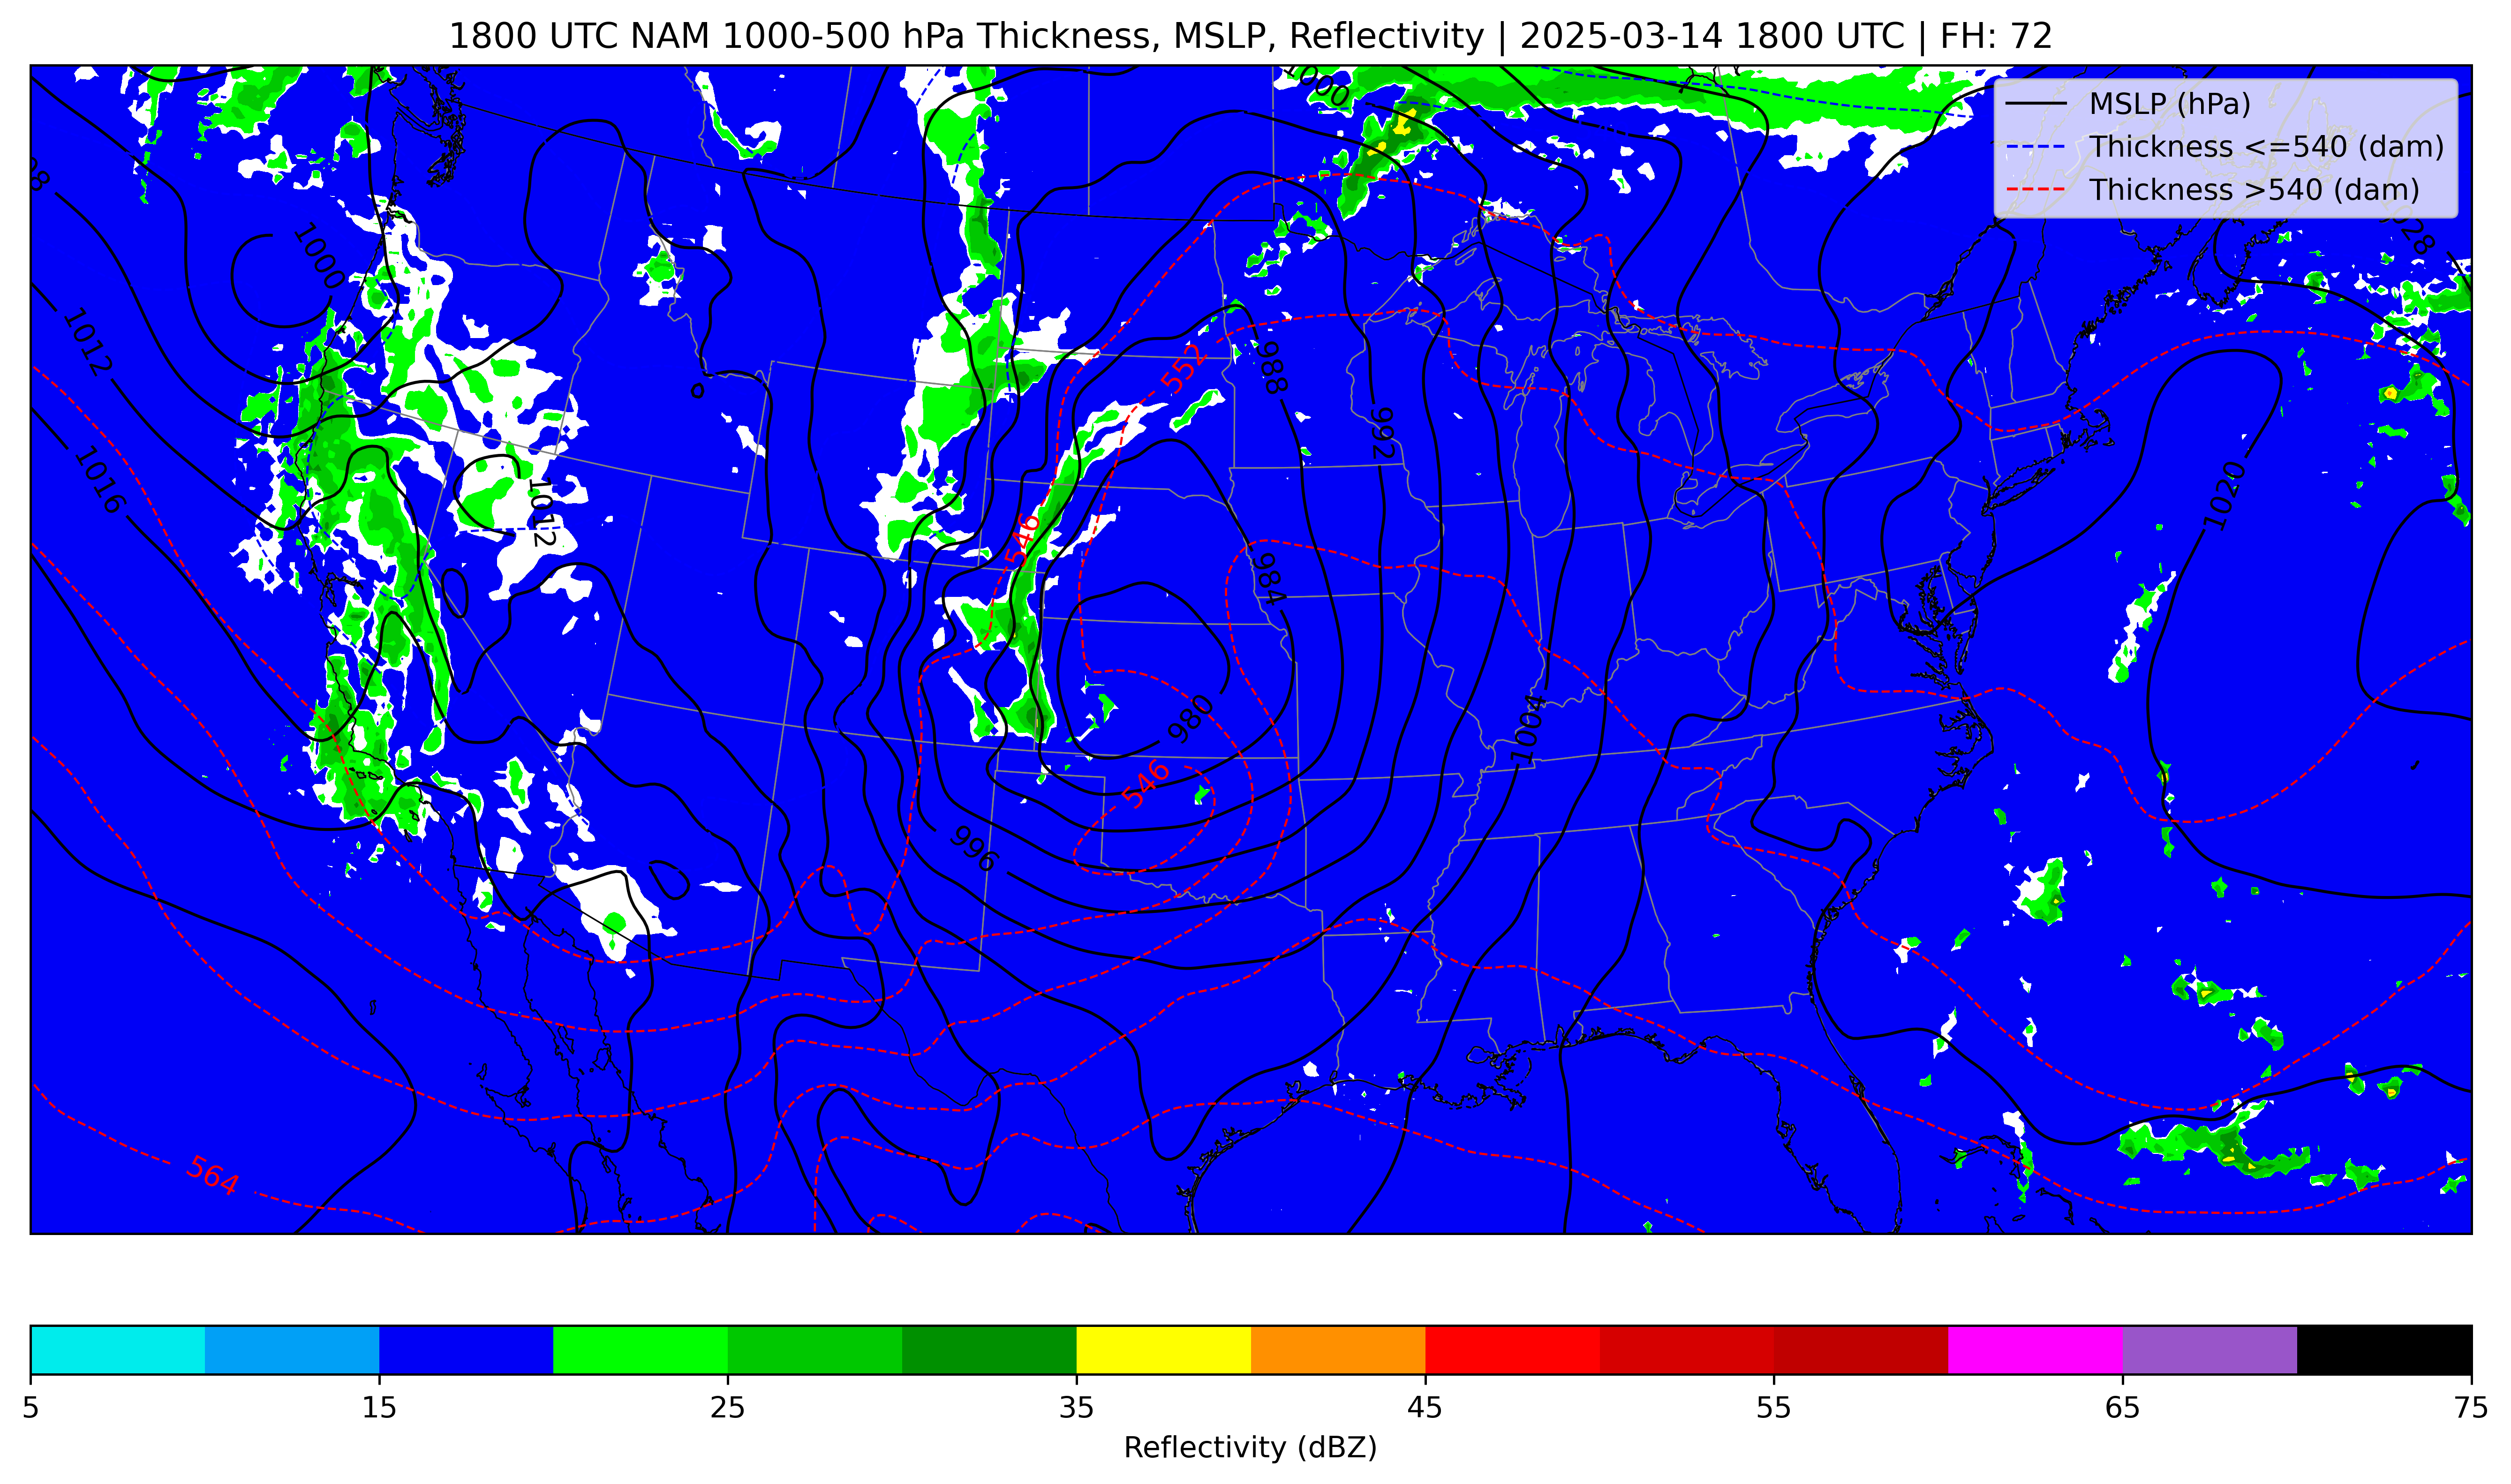 1800 UTC NAM 1000-500 hPa Thickness, MSLP, Reflectivity | 2025-03-14 1800 UTC | FH: 72
MSLP (hPa)
Thickness <=540 (dam)
Thickness >540 (dam)
1000
1000
1012
1016
1012
988
992
552
546
984
980
546
996
1004
1020
564
5 15 25 35 45 55 65 75
Reflectivity (dBZ)